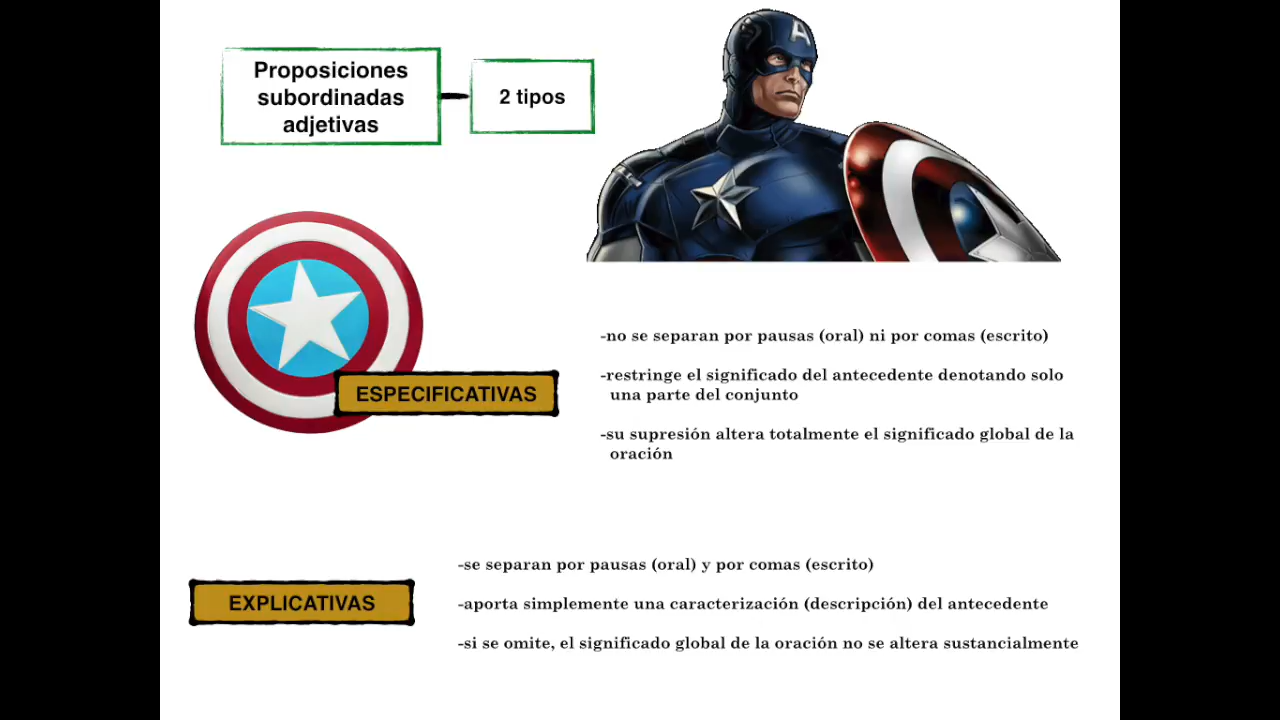 Proposiciones
subordinadas
adjetivas
2 tipos
A
ESPECIFICATIVAS
-no se separan por pausas (oral) ni por comas (escrito)
-restringe el significado del antecedente denotando solo
una parte del conjunto
-su supresión altera totalmente el significado global de la
oración
EXPLICATIVAS
-se separan por pausas (oral) y por comas (escrito)
-aporta simplemente una caracterización (descripción) del antecedente
-si se omite, el significado global de la oración no se altera sustancialmente